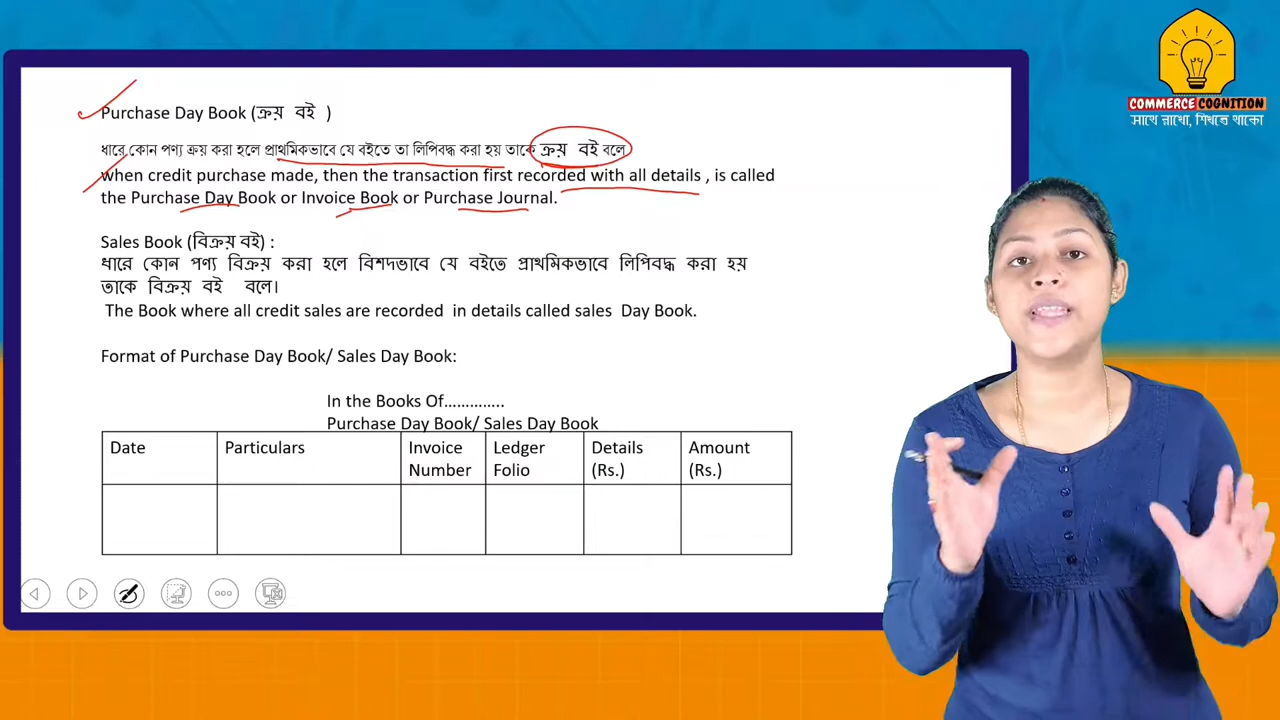 Purchase Day Book (ক্রয় বই )
ধারে কোন পণ্য ক্রয় করা হলে প্রাথমিকভাবে যে বইতে তা লিপিবদ্ধ করা হয় তাকে ক্রয় বই বলে
when credit purchase made, then the transaction first recorded with all details , is called
the Purchase Day Book or Invoice Book or Purchase Journal.
Sales Book (বিক্রয় বই) :
ধারে কোন পণ্য বিক্রয় করা হলে বিশদভাবে যে বইতে প্রাথমিকভাবে লিপিবদ্ধ করা হয়
তাকে বিক্রয় বই বলে।
The Book where all credit sales are recorded in details called sales Day Book.
Format of Purchase Day Book/ Sales Day Book:
In the Books Of…………..
Purchase Day Book/ Sales Day Book
Date Particulars Invoice Number Ledger Folio Details (Rs.) Amount (Rs.)
COMMERCE COGNITION
সাথে রাখো, শিখতে থাকো